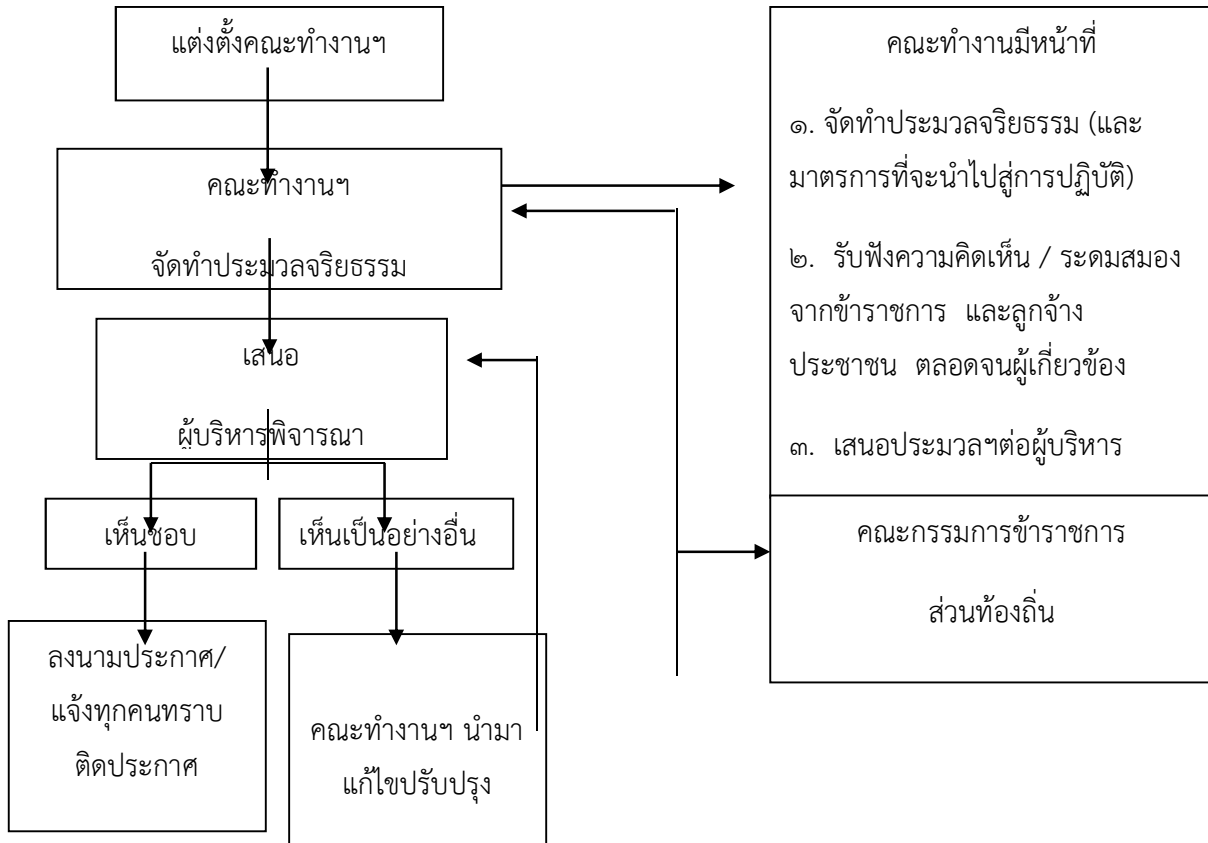 แต่งตั้งคณะทำงานฯ
คณะทำงานฯ
จัดทำประมวลจริยธรรม
เสนอ
ผู้บริหารพิจารณา
เห็นชอบ
เห็นเป็นอย่างอื่น
ลงนามประกาศ/
แจ้งทุกคนทราบ
ติดประกาศ
คณะทำงานฯ นำมา
แก้ไขปรับปรุง
คณะทำงานมีหน้าที่
๑. จัดทำประมวลจริยธรรม (และ
มาตรการที่จะนำไปสู่การปฏิบัติ)
๒. รับฟังความคิดเห็น / ระดมสมอง
จากข้าราชการ และลูกจ้าง
ประชาชน ตลอดจนผู้เกี่ยวข้อง
๓. เสนอประมวลฯต่อผู้บริหาร
คณะกรรมการข้าราชการ
ส่วนท้องถิ่น